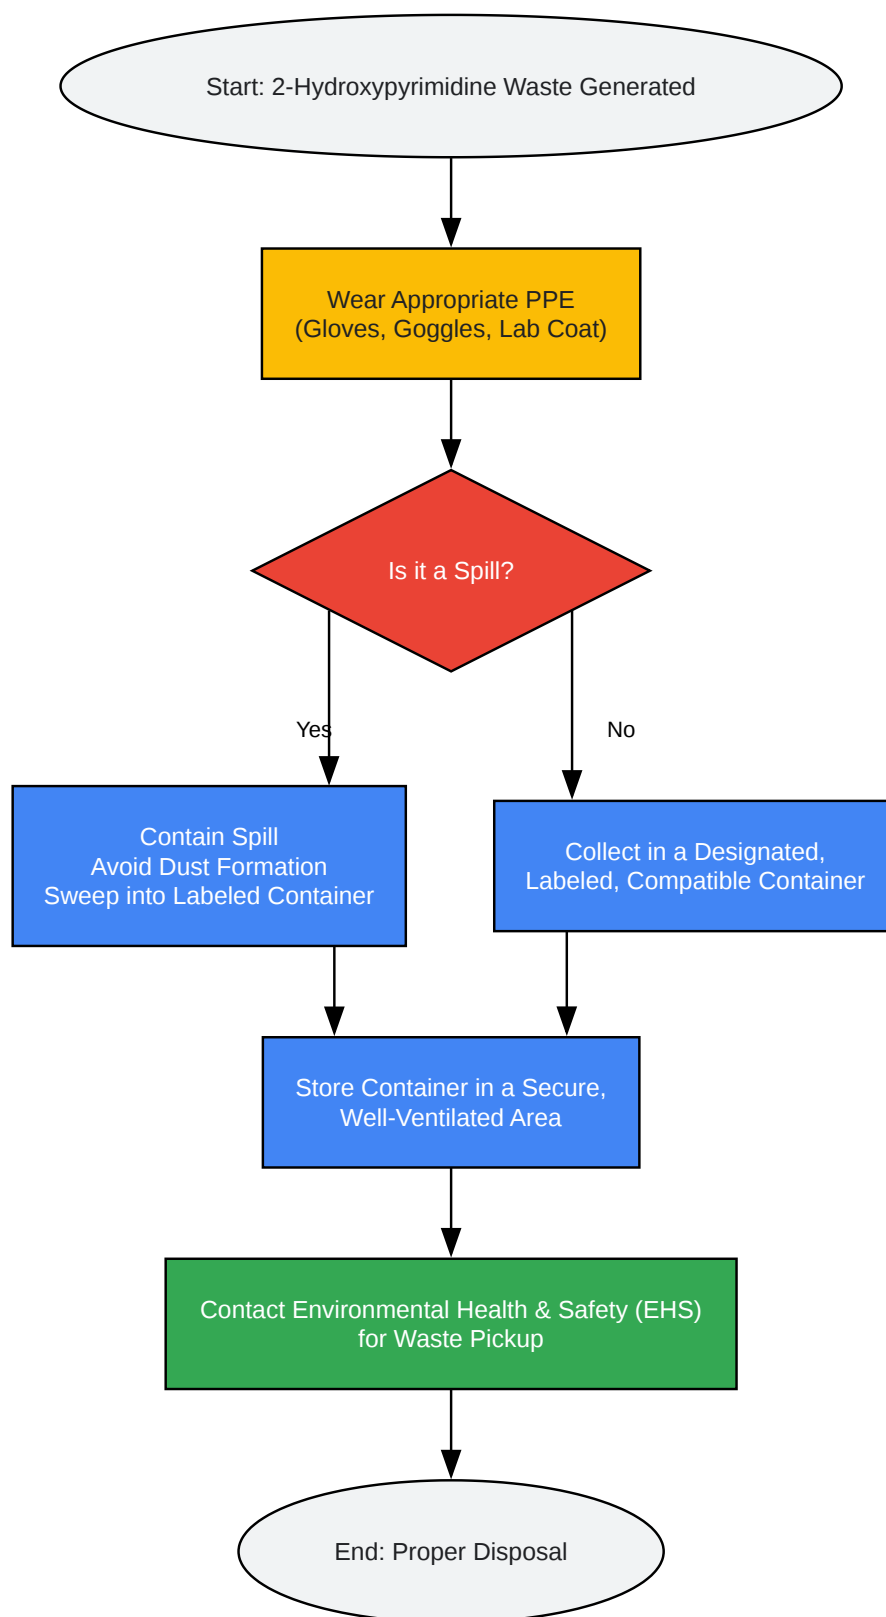 Start: 2-Hydroxypyrimidine Waste Generated
Wear Appropriate PPE
(Gloves, Goggles, Lab Coat)
Is it a Spill?
Yes
No
Contain Spill
Avoid Dust Formation
Sweep into Labeled Container
Collect in a Designated,
Labeled, Compatible Container
Store Container in a Secure,
Well-Ventilated Area
Contact Environmental Health & Safety (EHS)
for Waste Pickup
End: Proper Disposal